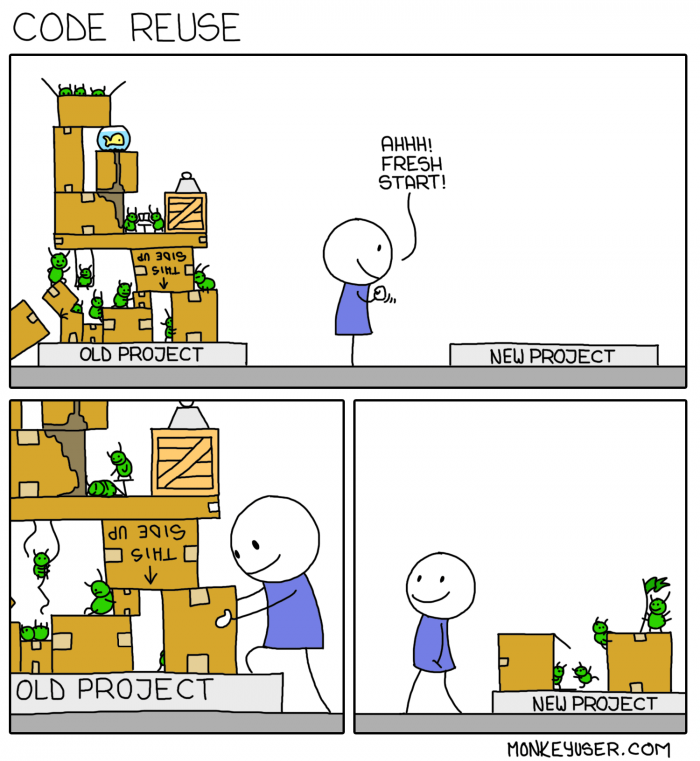 CODE REUSE
AHHH!
FRESH
START!
THIS
SIDE UP
OLD PROJECT
NEW PROJECT
THIS
SIDE UP
OLD PROJECT
NEW PROJECT
MONKEYUSER.COM